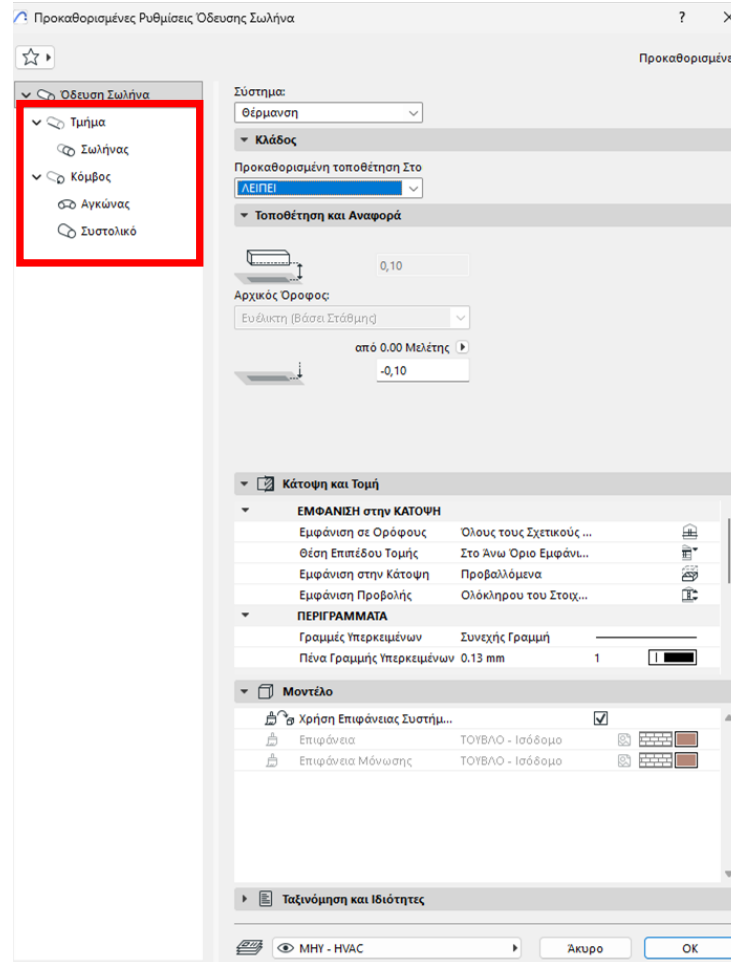 Προκαθορισμένες Ρυθμίσεις Όδευσης Σωλήνα ?
Προκαθορισμένε
Όδευση Σωλήνα
Τμήμα
Σωλήνας
Κόμβος
Αγκώνας
Συστολικό
Σύστημα:
Θέρμανση
Κλάδος
Προκαθορισμένη τοποθέτηση Στο
ΛΕΙΠΕΙ
Τοποθέτηση και Αναφορά
0,10
Αρχικός Όροφος:
Ευέλικτη (Βάσει Στάθμης)
από 0.00 Μελέτης
-0,10
Κάτοψη και Τομή
ΕΜΦΑΝΙΣΗ στην ΚΑΤΟΨΗ
Εμφάνιση σε Ορόφους Όλους τους Σχετικούς ...
Θέση Επιπέδου Τομής Στο Άνω Όριο Εμφάνι...
Εμφάνιση στην Κάτοψη Προβαλλόμενα
Εμφάνιση Προβολής Ολόκληρου του Στοιχ...
ΠΕΡΙΓΡΑΜΜΑΤΑ
Γραμμές Υπερκειμένων Συνεχής Γραμμή
Πένα Γραμμής Υπερκειμένων 0.13 mm 1
Μοντέλο
Χρήση Επιφάνειας Συστήμ...
Επιφάνεια ΤΟΥΒΛΟ - Ισόδομο
Επιφάνεια Μόνωσης ΤΟΥΒΛΟ - Ισόδομο
Ταξινόμηση και Ιδιότητες
ΜΗΥ - HVAC Άκυρο OK